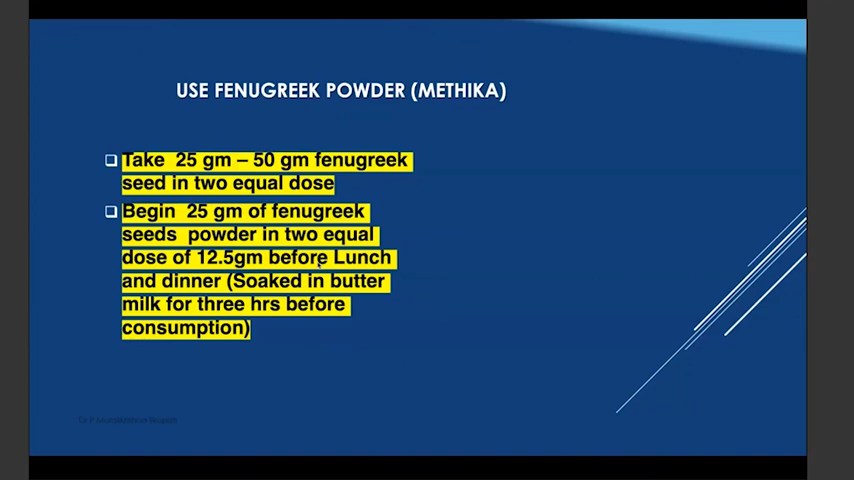 USE FENUGREEK POWDER (METHIKA)
Take 25 gm – 50 gm fenugreek
seed in two equal dose
Begin 25 gm of fenugreek
seeds powder in two equal
dose of 12.5gm before Lunch
and dinner (Soaked in butter
milk for three hrs before
consumption)